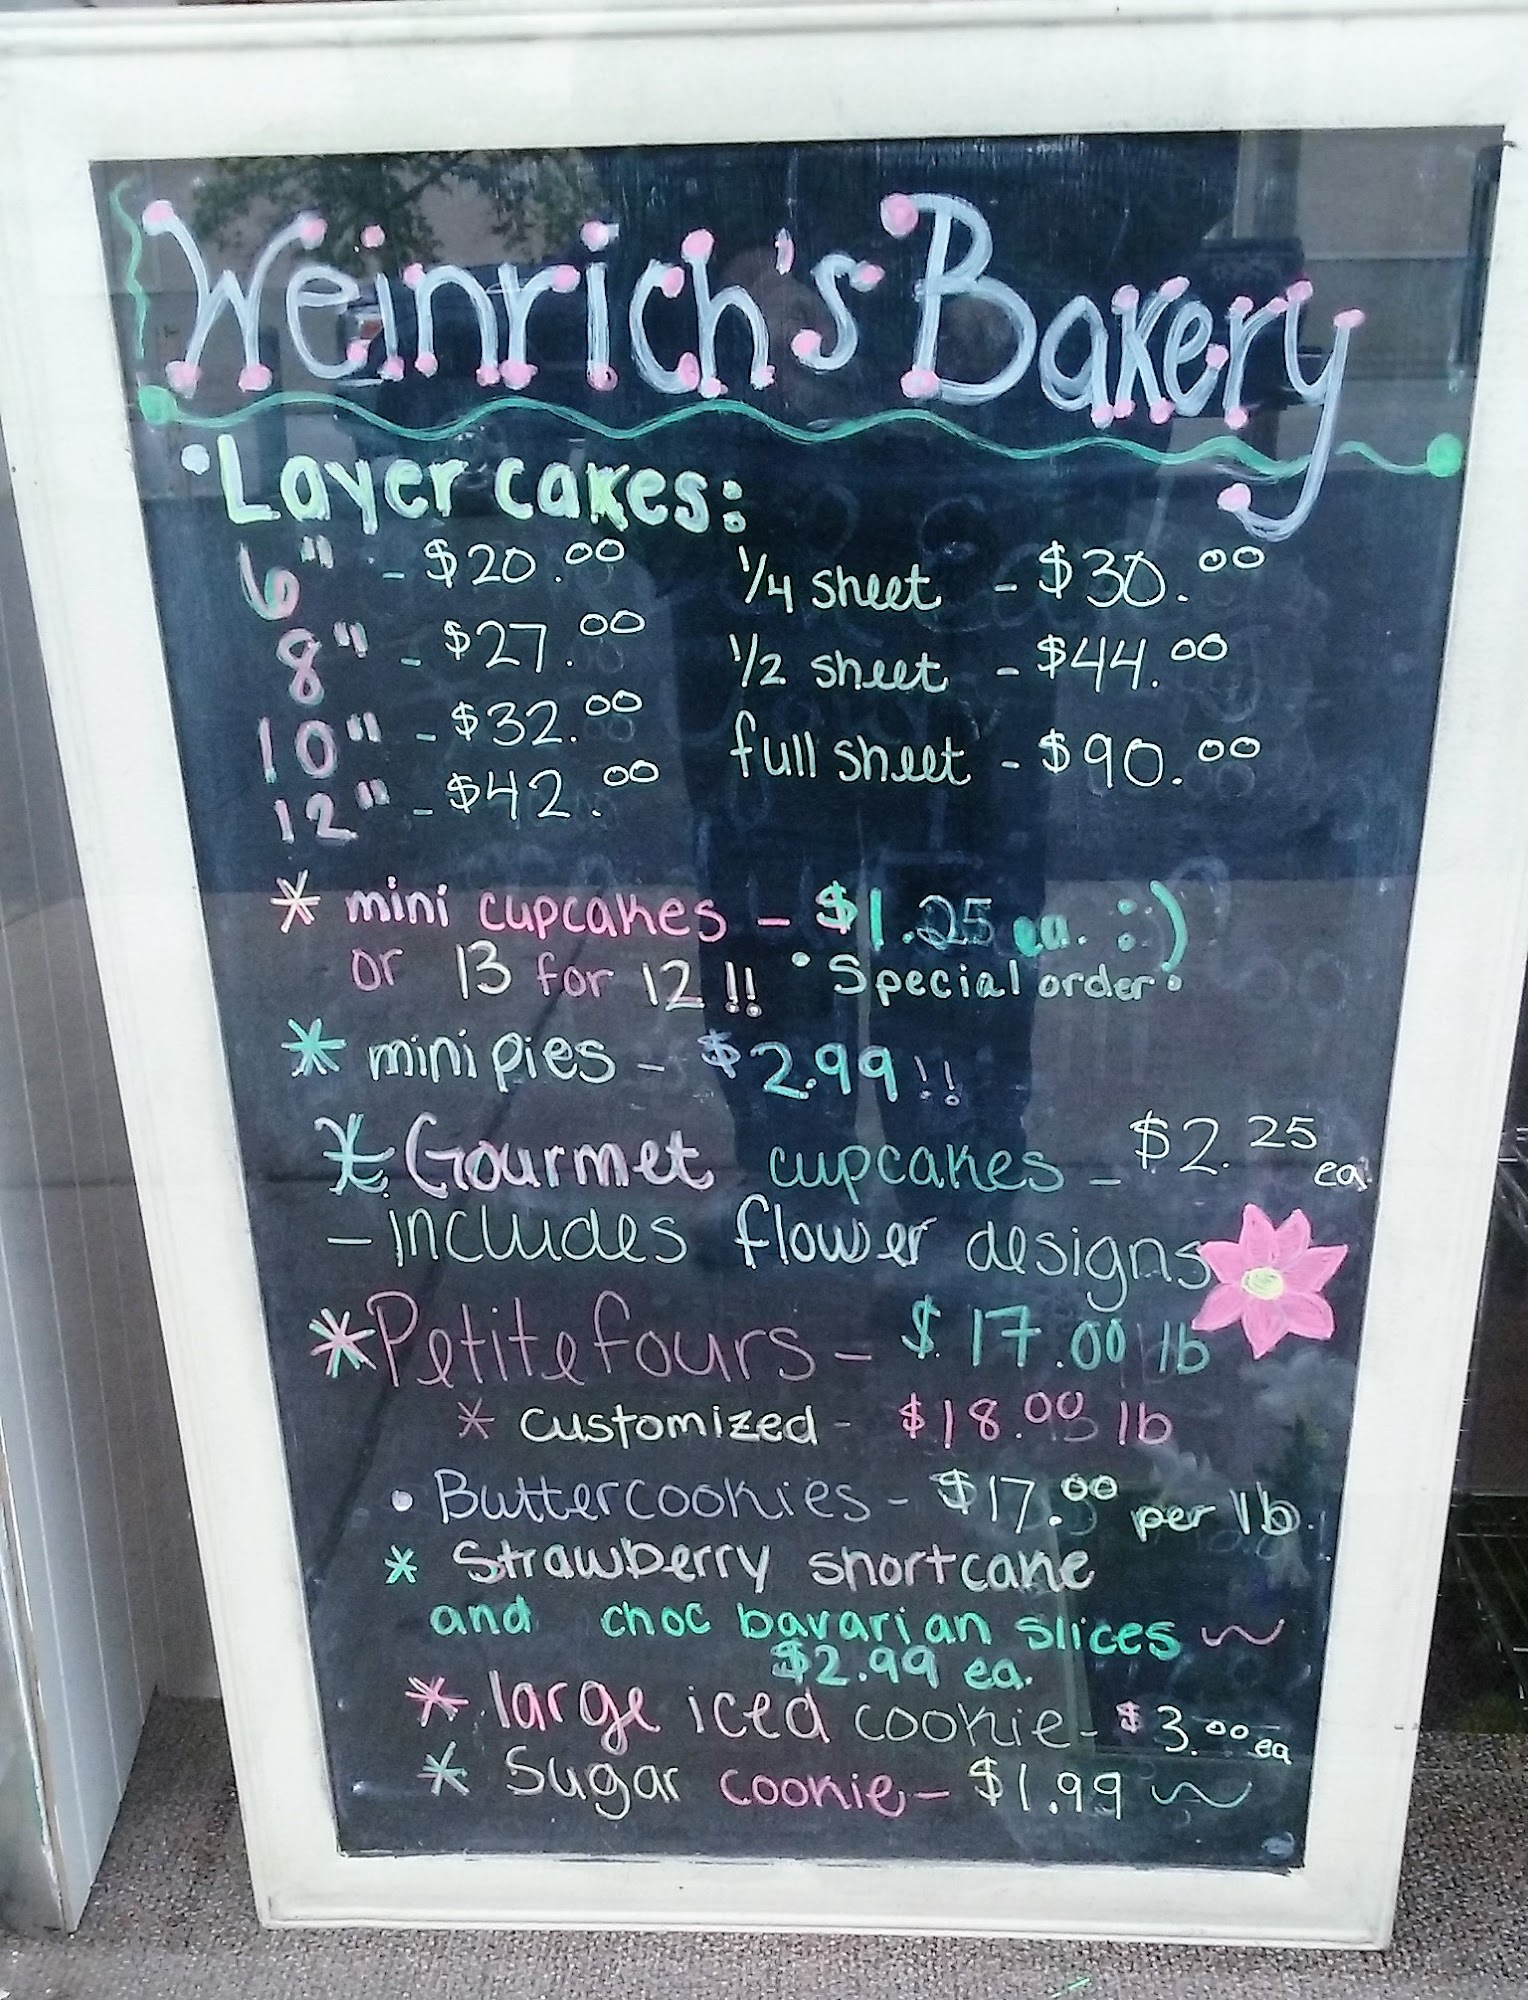 Weinrich's Bakery
• Layer cakes:
6" - $20.00
8" - $27.00
10" - $32.00
12" - $42.00
1/4 sheet - $30.00
1/2 sheet - $44.00
full sheet - $90.00
* mini cupcakes - $1.25 ea. :)
or 13 for 12!! • Special order •
* mini pies - $2.99!!
* Gourmet cupcakes - $2.25 ea.
- includes flower designs
* Petite fours - $17.00 lb
* customized - $18.00 lb
• Buttercookies - $17.00 per lb.
* Strawberry shortcake
and choc bavarian slices ~
$2.99 ea.
* large iced cookie - $3.00 ea
* Sugar cookie - $1.99 ~